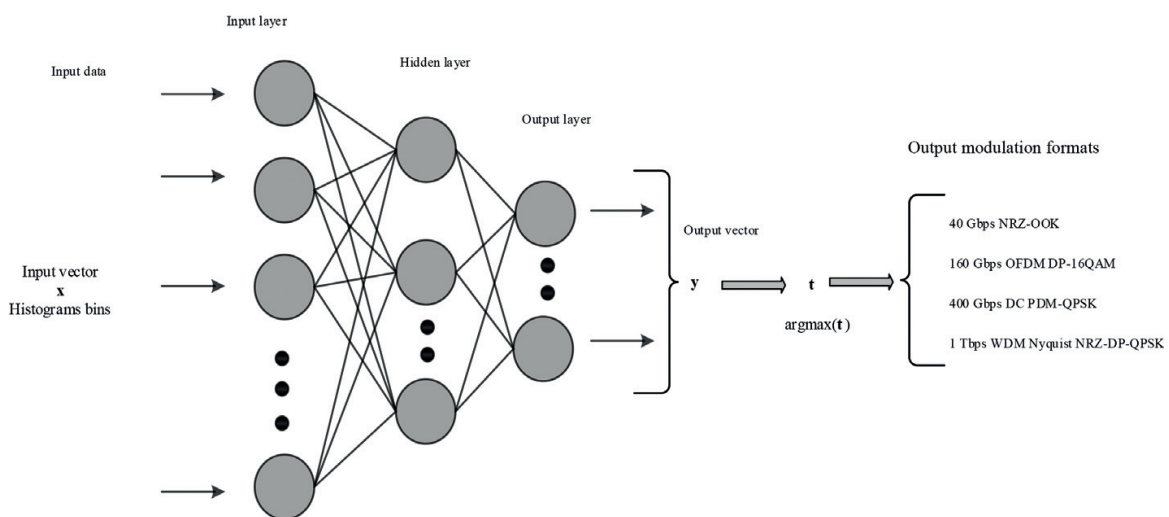 Input layer
Input data
Hidden layer
Output layer
Output modulation formats
Input vector
x
Histograms bins
Output vector
y
t
argmax(t)
40 Gbps NRZ-OOK
160 Gbps OFDM DP-16QAM
400 Gbps DC PDM-QPSK
1 Tbps WDM Nyquist NRZ-DP-QPSK